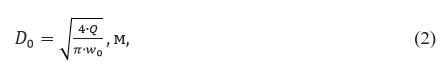 D₀ = √(4·Q / π·w₀) , м, (2)